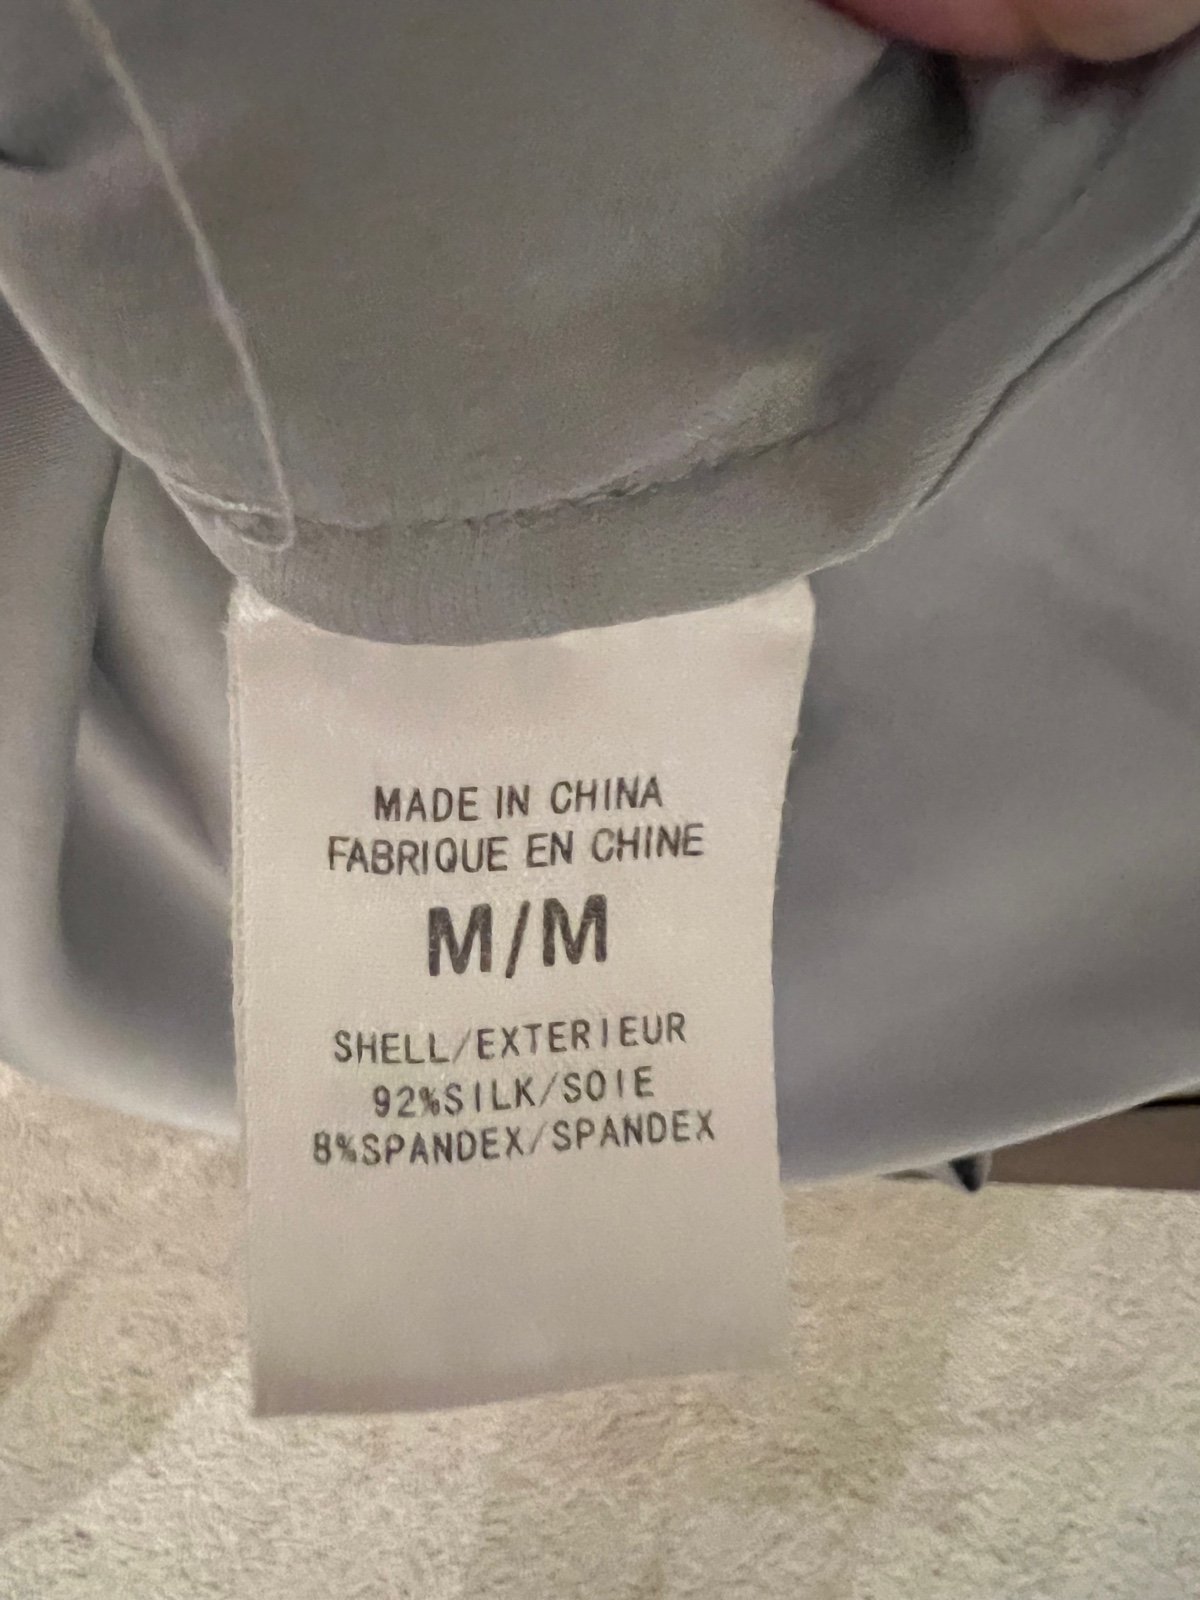 MADE IN CHINA
FABRIQUE EN CHINE
M/M
SHELL/EXTERIEUR
92%SILK/SOIE
8%SPANDEX/SPANDEX